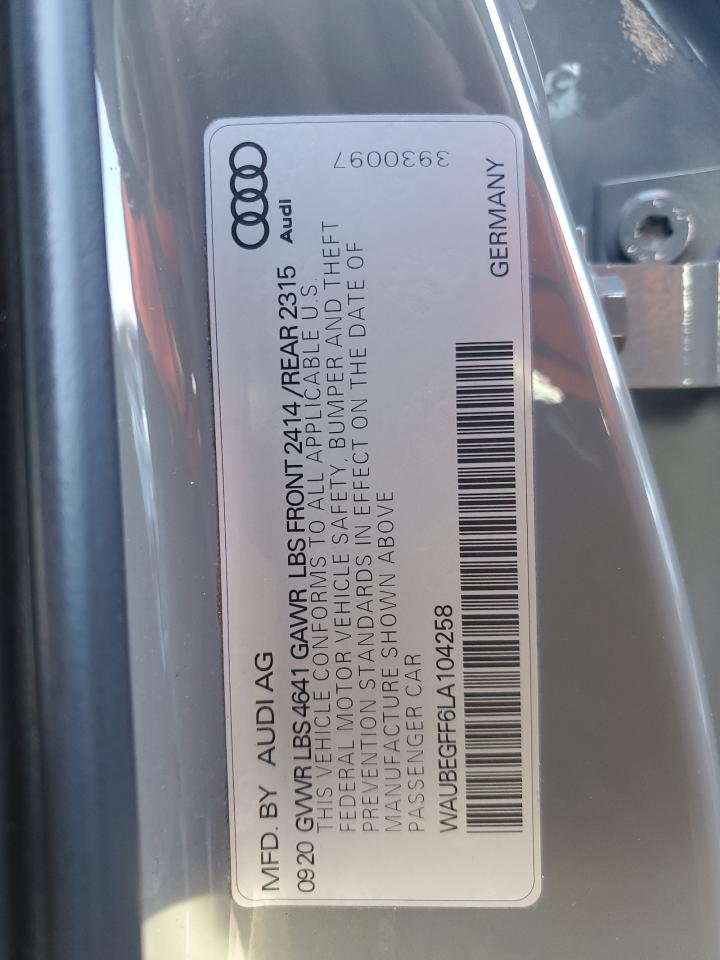 MFD. BY AUDI AG
Audi
0920 GVWR LBS 4641 GAWR LBS FRONT 2414/REAR 2315
THIS VEHICLE CONFORMS TO ALL APPLICABLE U.S.
FEDERAL MOTOR VEHICLE SAFETY, BUMPER AND THEFT
PREVENTION STANDARDS IN EFFECT ON THE DATE OF
MANUFACTURE SHOWN ABOVE
PASSENGER CAR
3930097
WAUBEGFF6LA104258
GERMANY